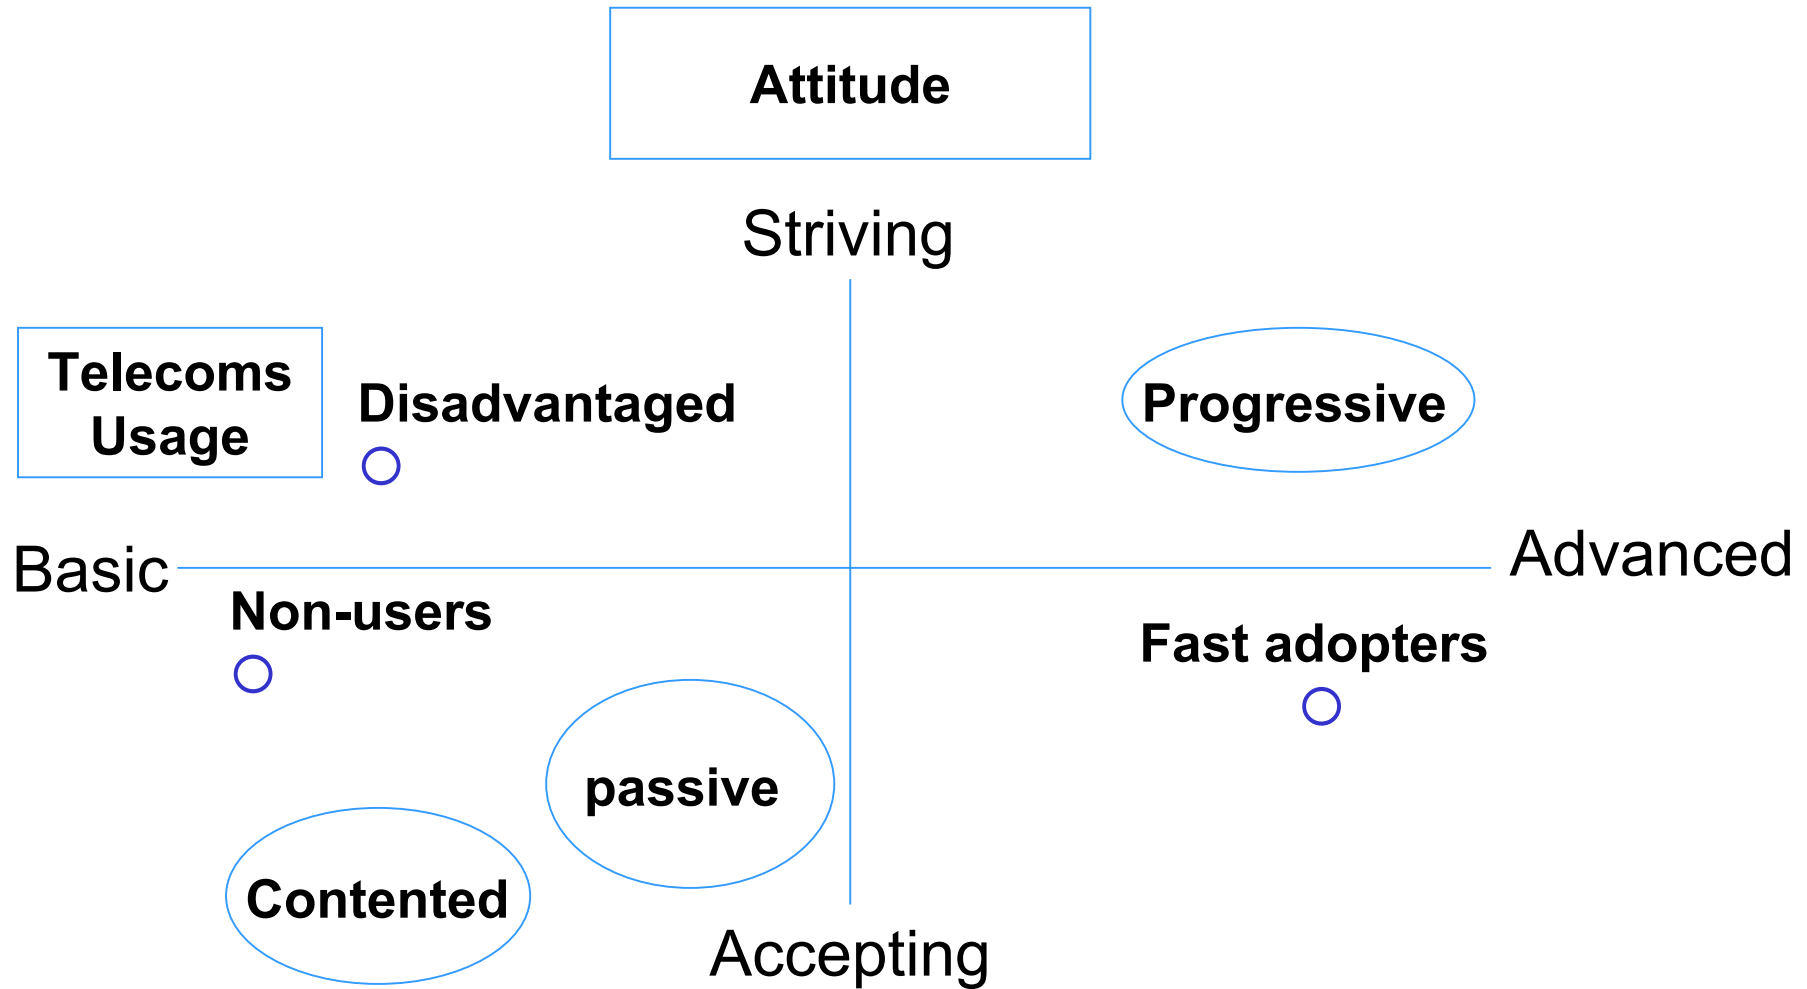 Attitude
Striving
Telecoms
Usage
Disadvantaged
Progressive
Basic
Advanced
Non-users
Fast adopters
passive
Contented
Accepting